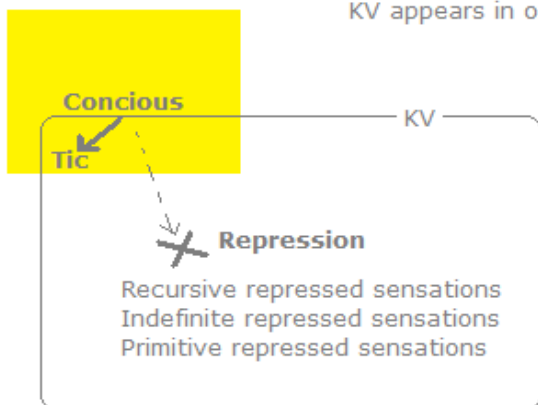 KV appears in o
Concious
KV
Tic
Repression
Recursive repressed sensations
Indefinite repressed sensations
Primitive repressed sensations